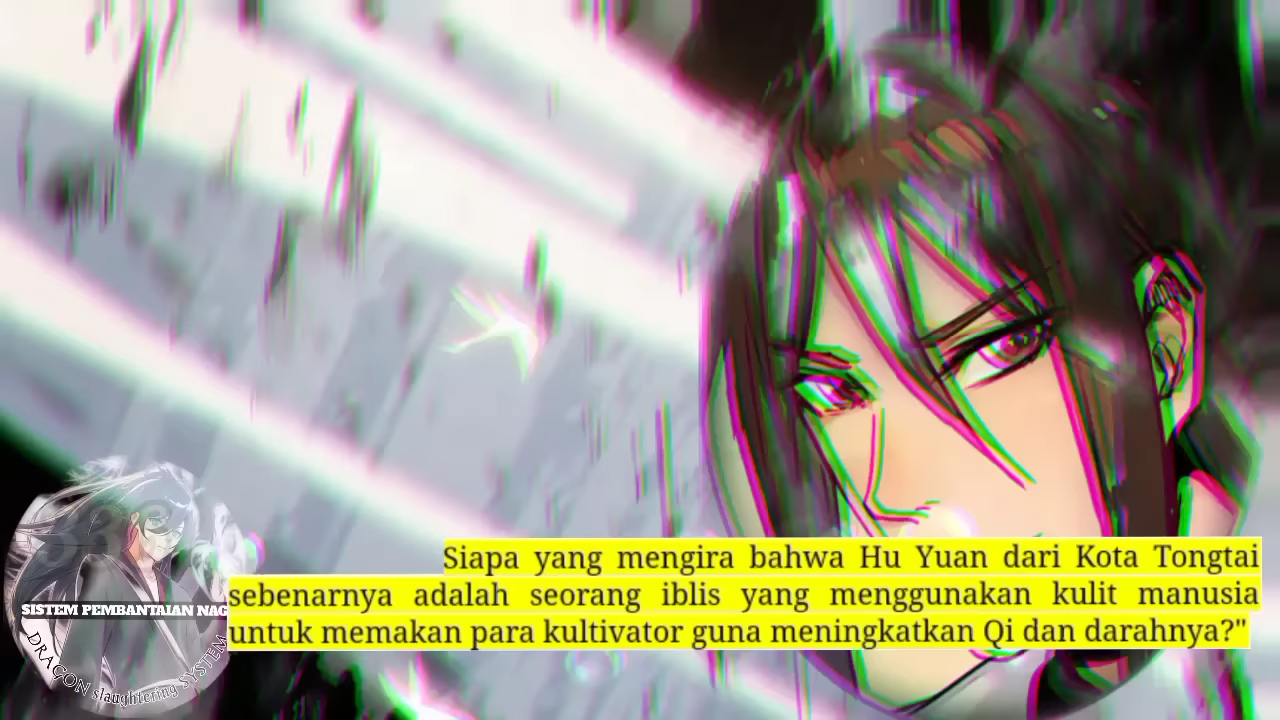 Siapa yang mengira bahwa Hu Yuan dari Kota Tongtai
sebenarnya adalah seorang iblis yang menggunakan kulit manusia
untuk memakan para kultivator guna meningkatkan Qi dan darahnya?"
SISTEM PEMBANTAIAN NAG
DRAGON slaughtering SYSTEM